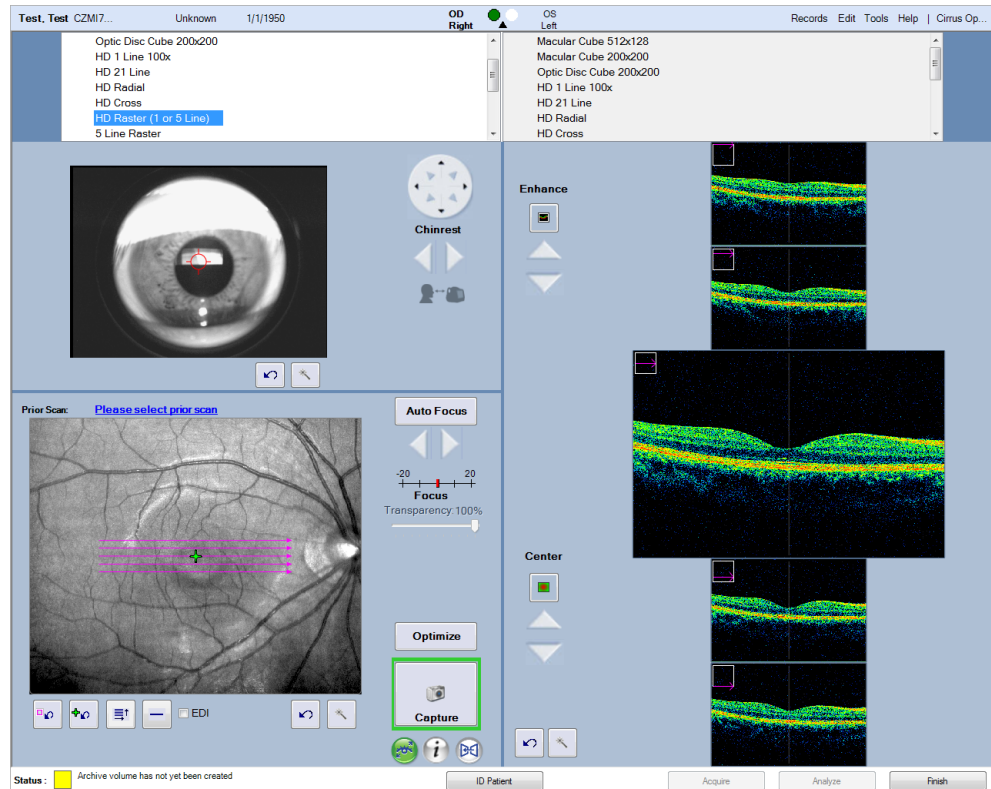 Test, Test CZMI7... Unknown 1/1/1950 OD Right OS Left Records Edit Tools Help | Cirrus Op...
Optic Disc Cube 200x200
HD 1 Line 100x
HD 21 Line
HD Radial
HD Cross
HD Raster (1 or 5 Line)
5 Line Raster
Macular Cube 512x128
Macular Cube 200x200
Optic Disc Cube 200x200
HD 1 Line 100x
HD 21 Line
HD Radial
HD Cross
Chinrest
Prior Scan: Please select prior scan
Auto Focus
-20 20
Focus
Transparency: 100%
Optimize
Capture
EDI
i
Enhance
Center
Status : Archive volume has not yet been created
ID Patient Acquire Analyze Finish